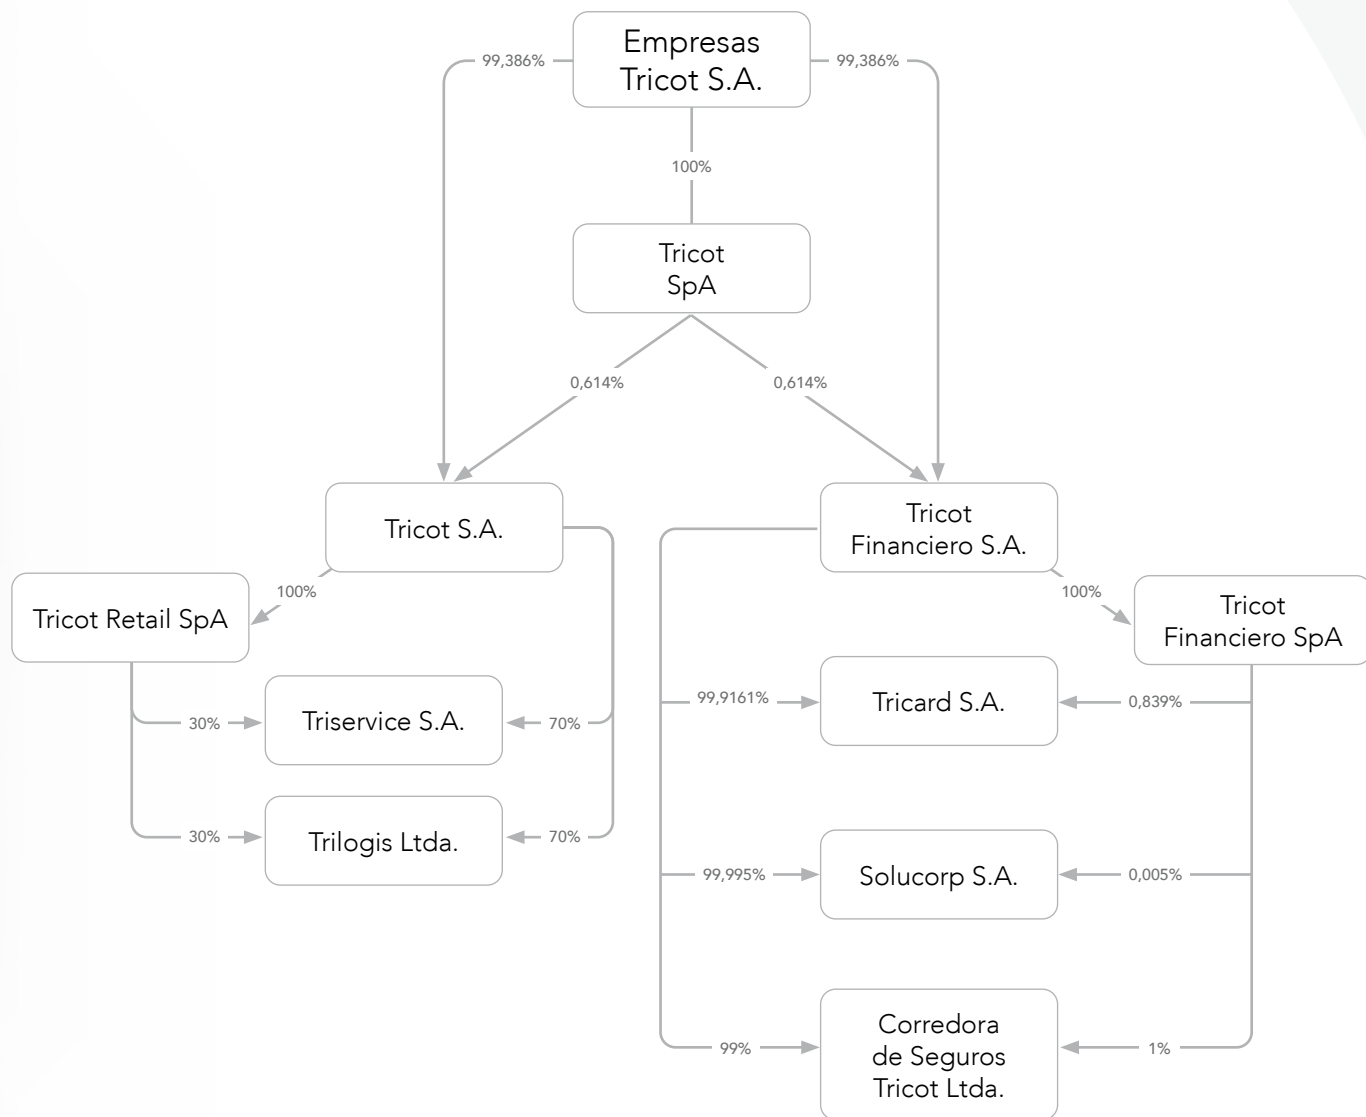 Empresas
Tricot S.A.
99,386%
99,386%
100%
Tricot
SpA
0,614%
0,614%
Tricot S.A.
Tricot
Financiero S.A.
100%
100%
Tricot Retail SpA
Tricot
Financiero SpA
30%
Triservice S.A.
70%
99,9161%
Tricard S.A.
0,839%
30%
Trilogis Ltda.
70%
99,995%
Solucorp S.A.
0,005%
99%
Corredora
de Seguros
Tricot Ltda.
1%